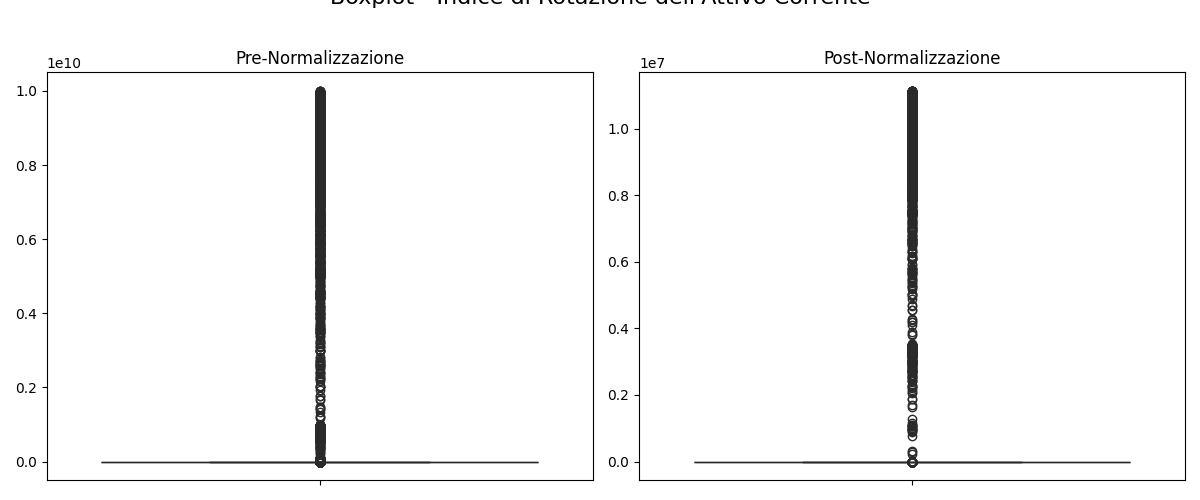 Boxplot - Indice di Rotazione dell'Attivo Corrente
Pre-Normalizzazione
1e10
1.0
0.8
0.6
0.4
0.2
0.0
Post-Normalizzazione
1e7
1.0
0.8
0.6
0.4
0.2
0.0